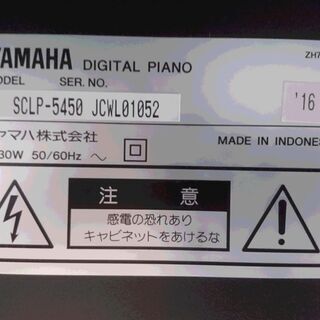 YAMAHA DIGITAL PIANO
ZH7
MODEL SER. NO.
SCLP-5450 JCWL01052
'16
ヤマハ株式会社
30W 50/60Hz ～
MADE IN INDONES
注 意
感電の恐れあり
キャビネットをあけるな